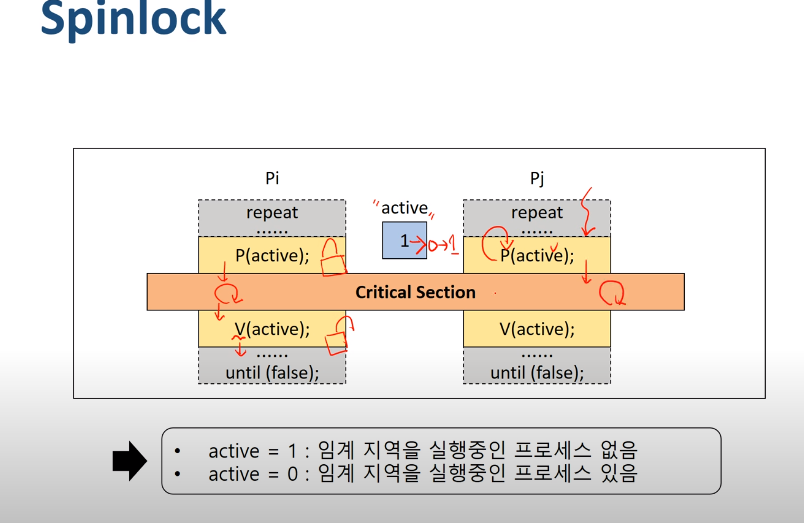 Spinlock
Pi
Pj
"active"
repeat
repeat
......
......
1→0→1
P(active);
P(active);
Critical Section
V(active);
V(active);
......
......
until (false);
until (false);
• active = 1 : 임계 지역을 실행중인 프로세스 없음
• active = 0 : 임계 지역을 실행중인 프로세스 있음